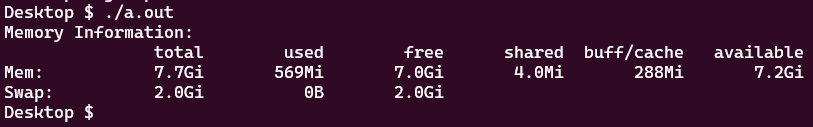 Desktop $ ./a.out
Memory Information:
total used free shared buff/cache available
Mem: 7.7Gi 569Mi 7.0Gi 4.0Mi 288Mi 7.2Gi
Swap: 2.0Gi 0B 2.0Gi
Desktop $